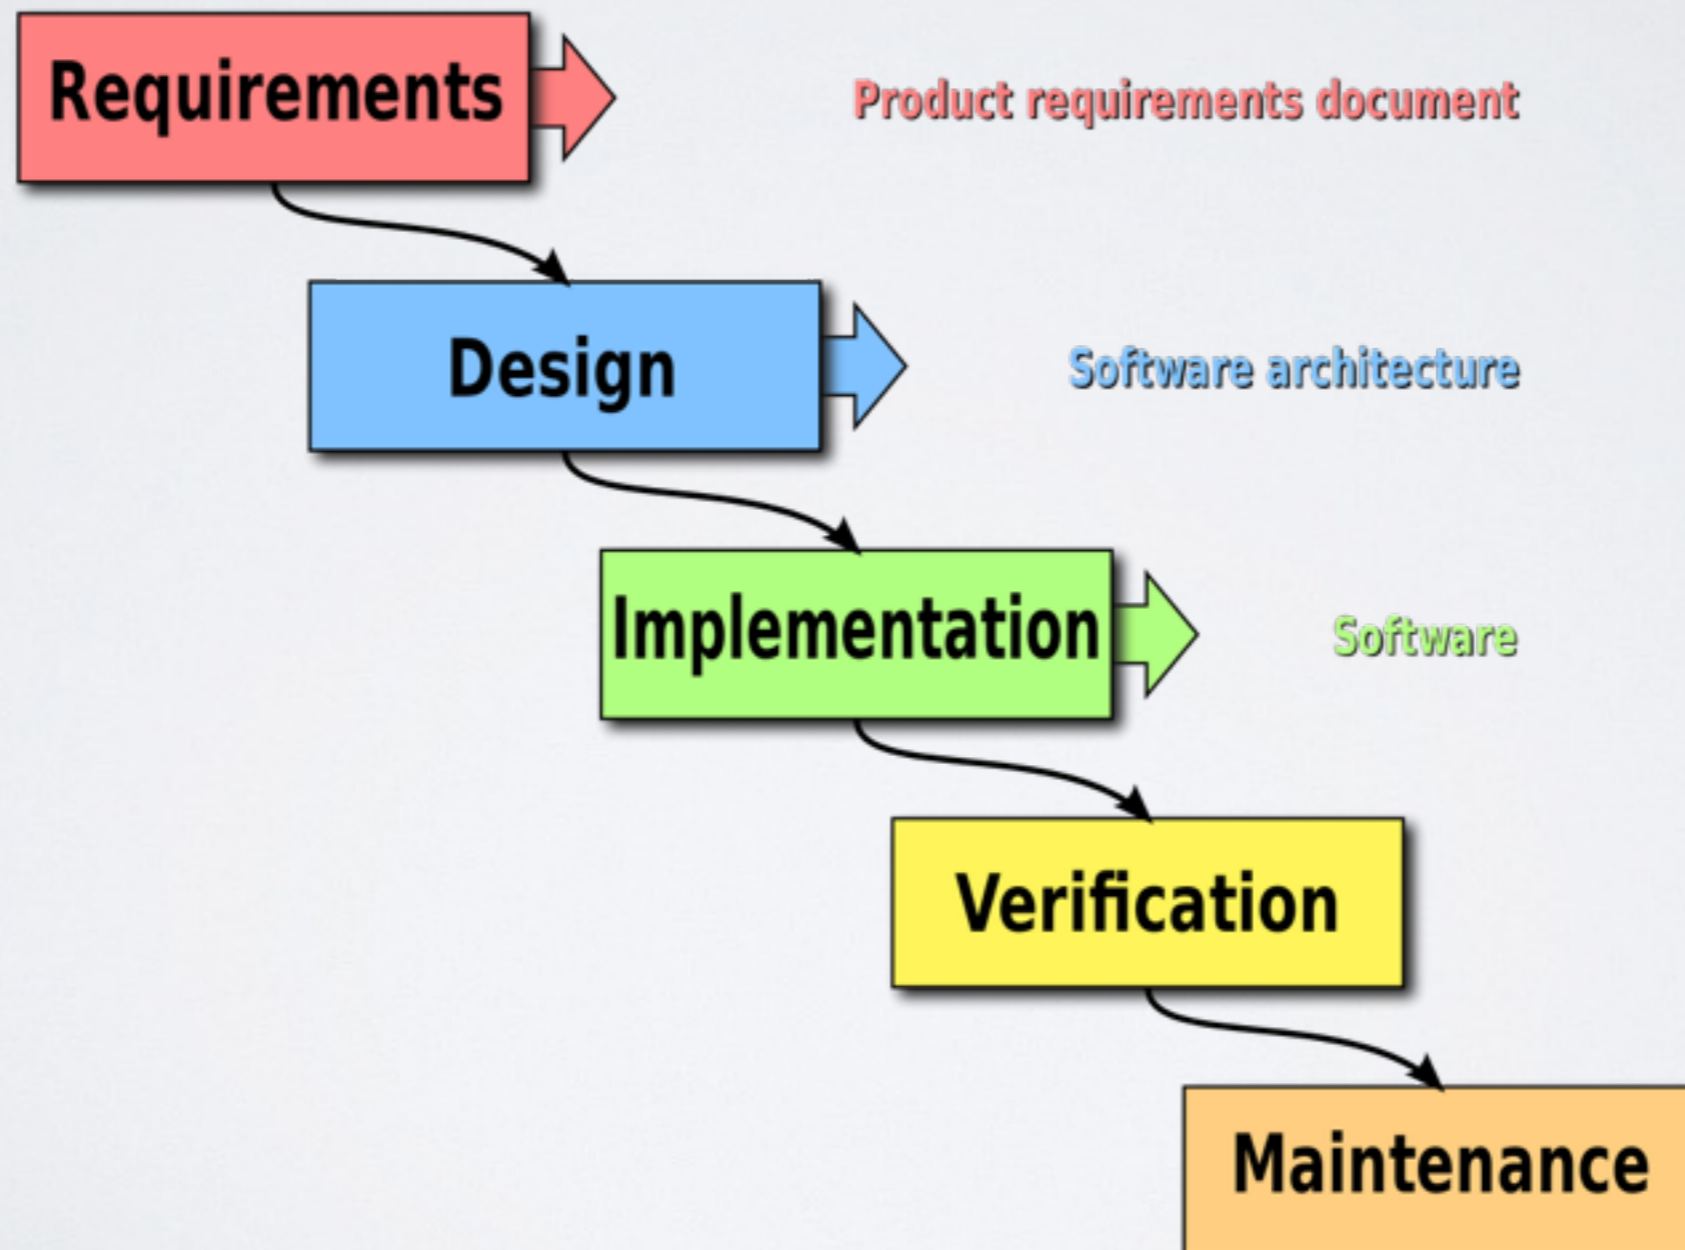 Requirements
Product requirements document
Design
Software architecture
Implementation
Software
Verification
Maintenance